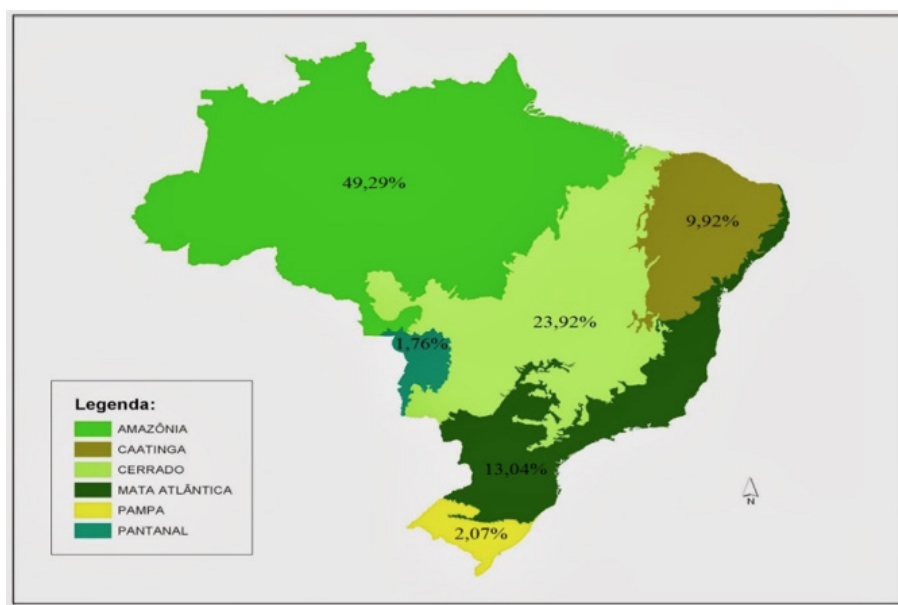 49,29%
9,92%
23,92%
1,76%
13,04%
2,07%
Legenda:
AMAZÔNIA
CAATINGA
CERRADO
MATA ATLÂNTICA
PAMPA
PANTANAL
N